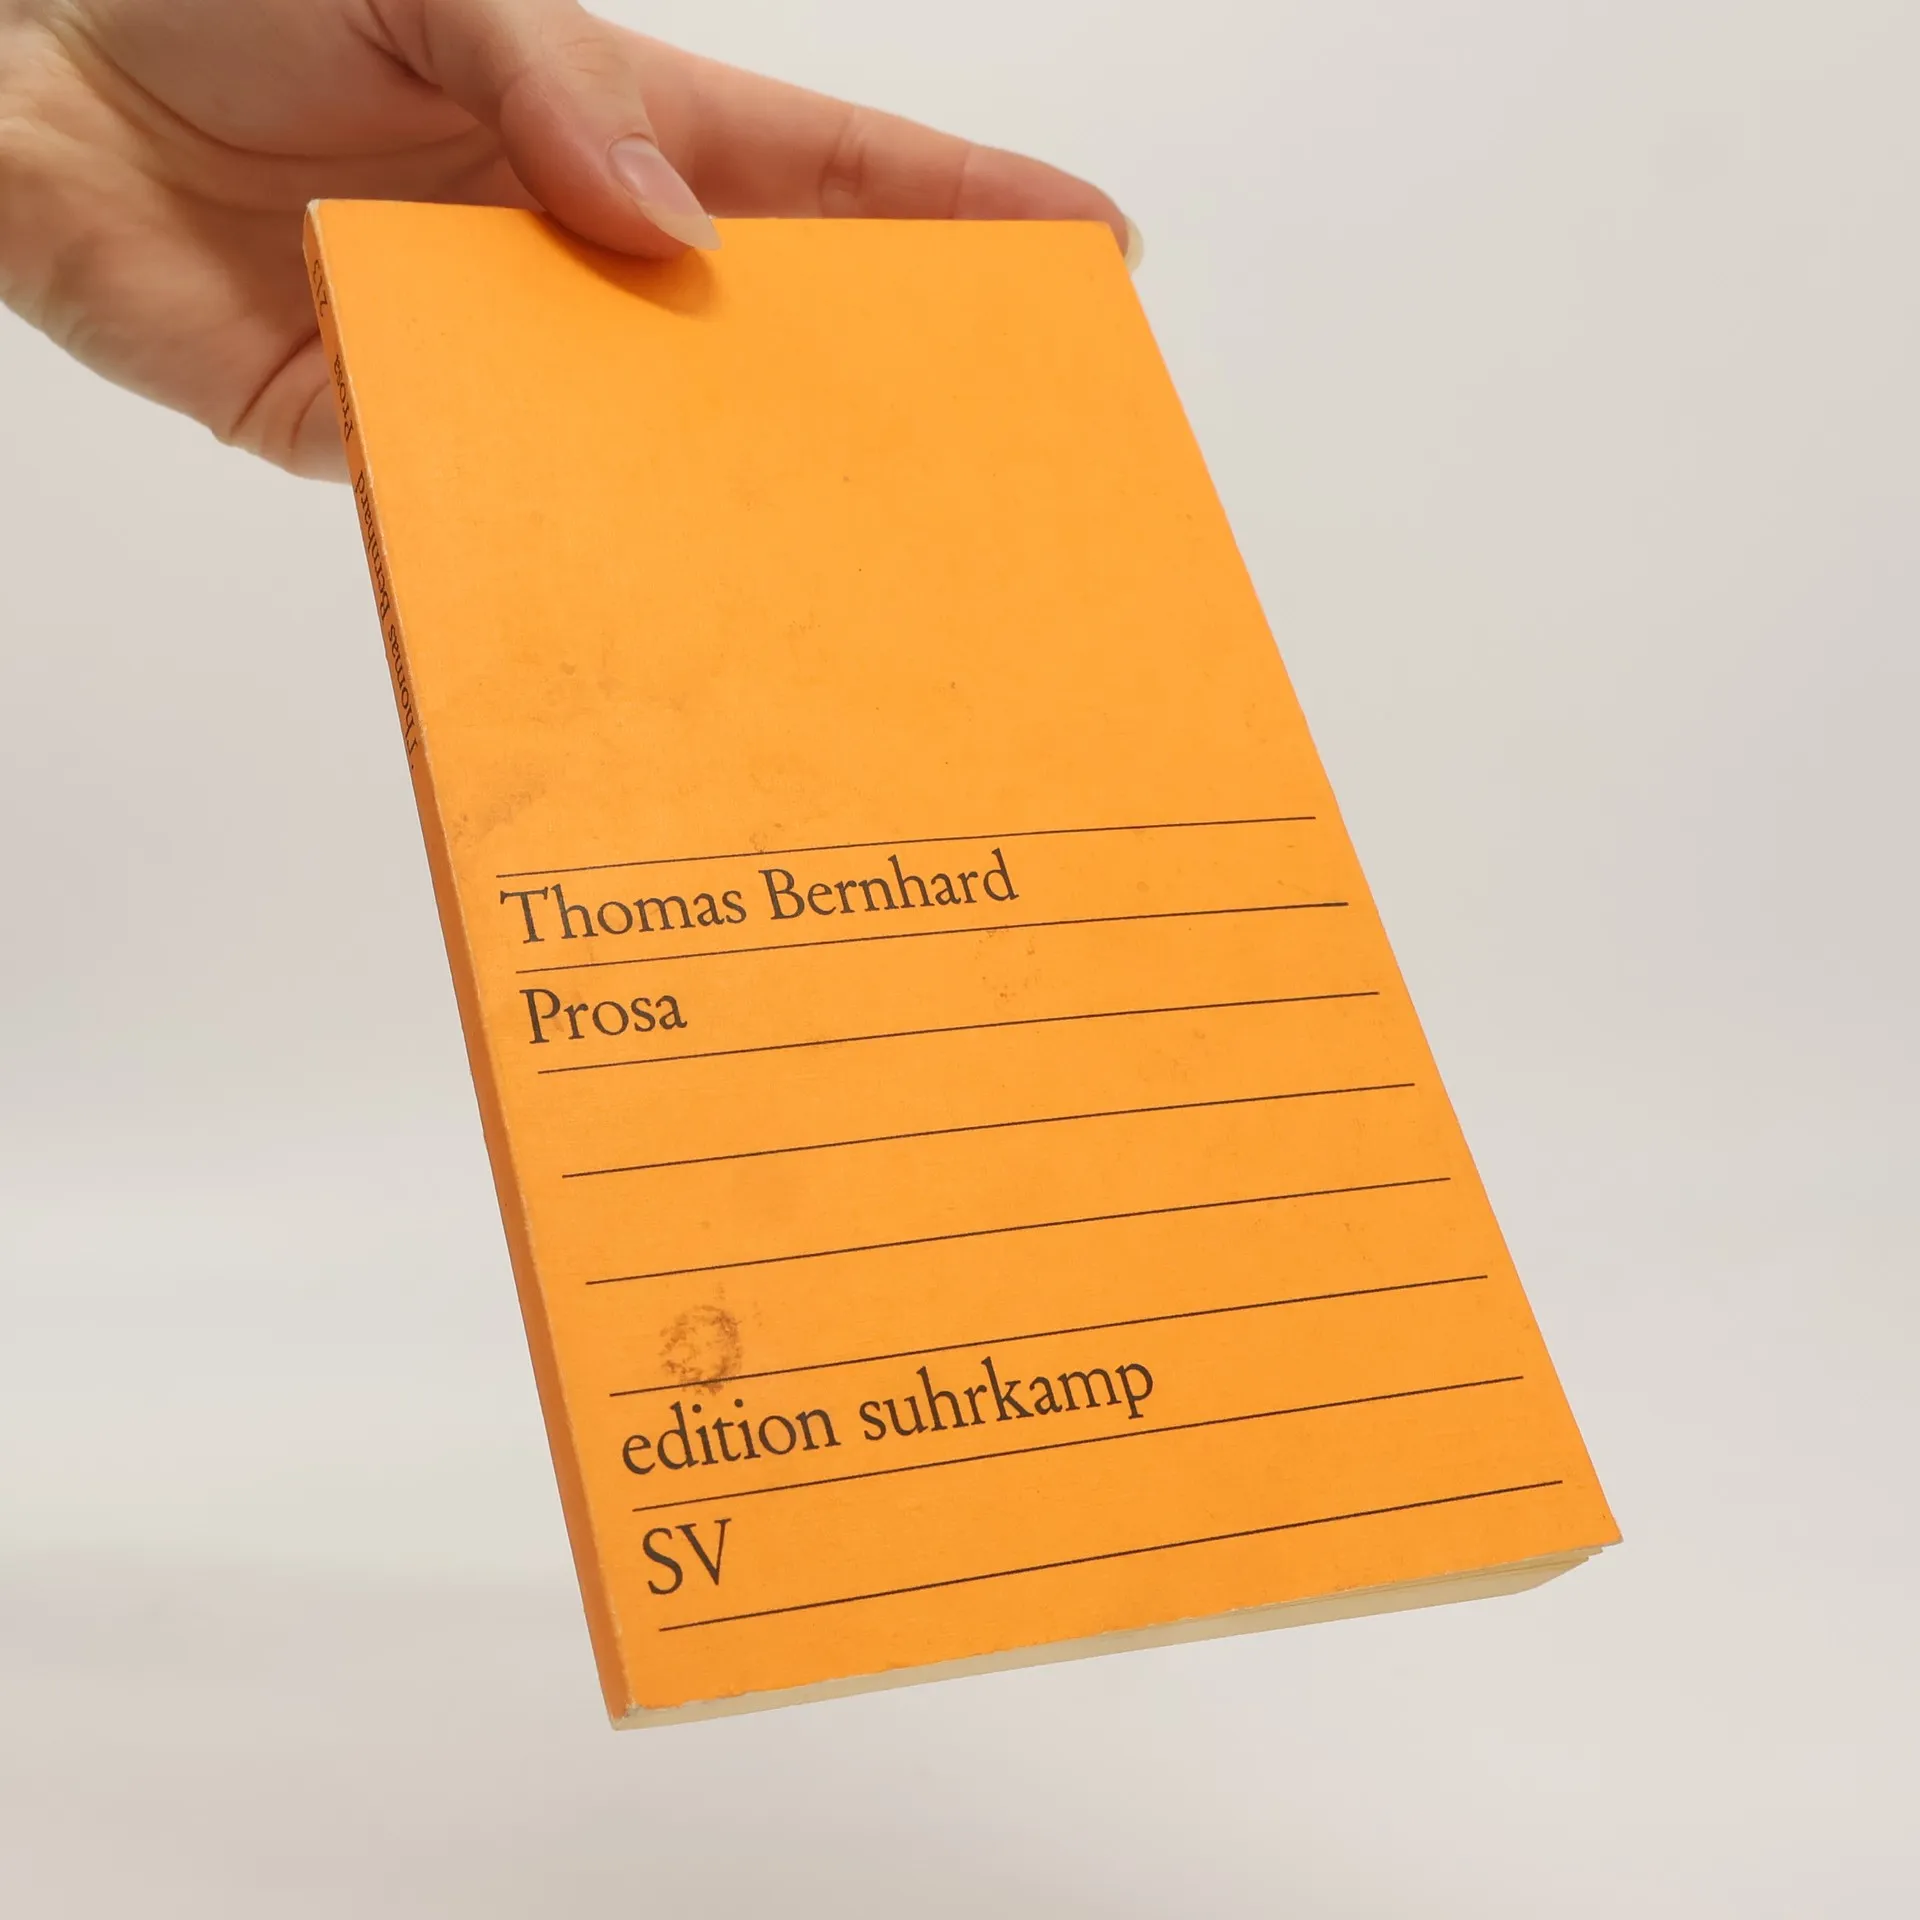 Thomas Bernhard
Prosa
edition suhrkamp
SV
Thomas Bernhard Prosa 213